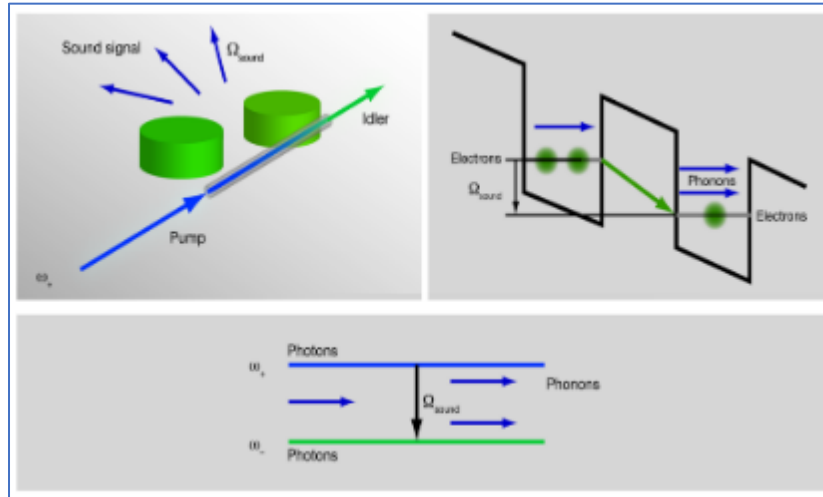 Sound signal
Ωsound
Idler
Pump
ω+
Electrons
Ωsound
Phonons
Electrons
Photons
ω+
Phonons
Ωsound
ω-
Photons